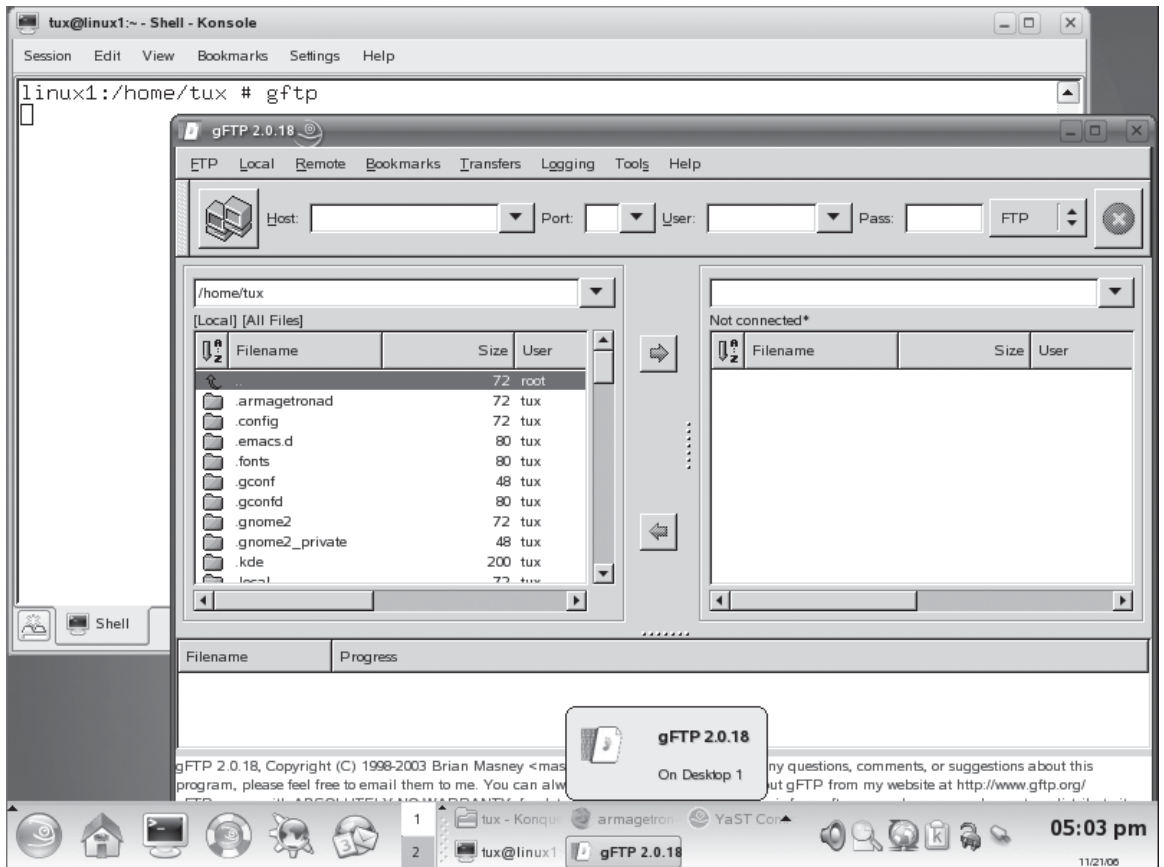 tux@linux1:~ - Shell - Konsole
Session Edit View Bookmarks Settings Help
linux1:/home/tux # gftp
gFTP 2.0.18
FTP Local Remote Bookmarks Transfers Logging Tools Help
Host: Port: User: Pass: FTP
/home/tux
[Local] [All Files]
Filename Size User
.. 72 root
.armagetronad 72 tux
.config 72 tux
.emacs.d 80 tux
.fonts 80 tux
.gconf 48 tux
.gconfd 80 tux
.gnome2 72 tux
.gnome2_private 48 tux
.kde 200 tux
.local 72 tux
Not connected*
Filename Size User
Shell
Filename Progress
gFTP 2.0.18
On Desktop 1
gFTP 2.0.18, Copyright (C) 1998-2003 Brian Masney <mas ny questions, comments, or suggestions about this
program, please feel free to email them to me. You can alw ut gFTP from my website at http://www.gftp.org/
ABSOLUTELY NO WARRANTY
1 tux - Konqu armagetron YaST Con
2 tux@linux1 gFTP 2.0.18
05:03 pm
11/21/06